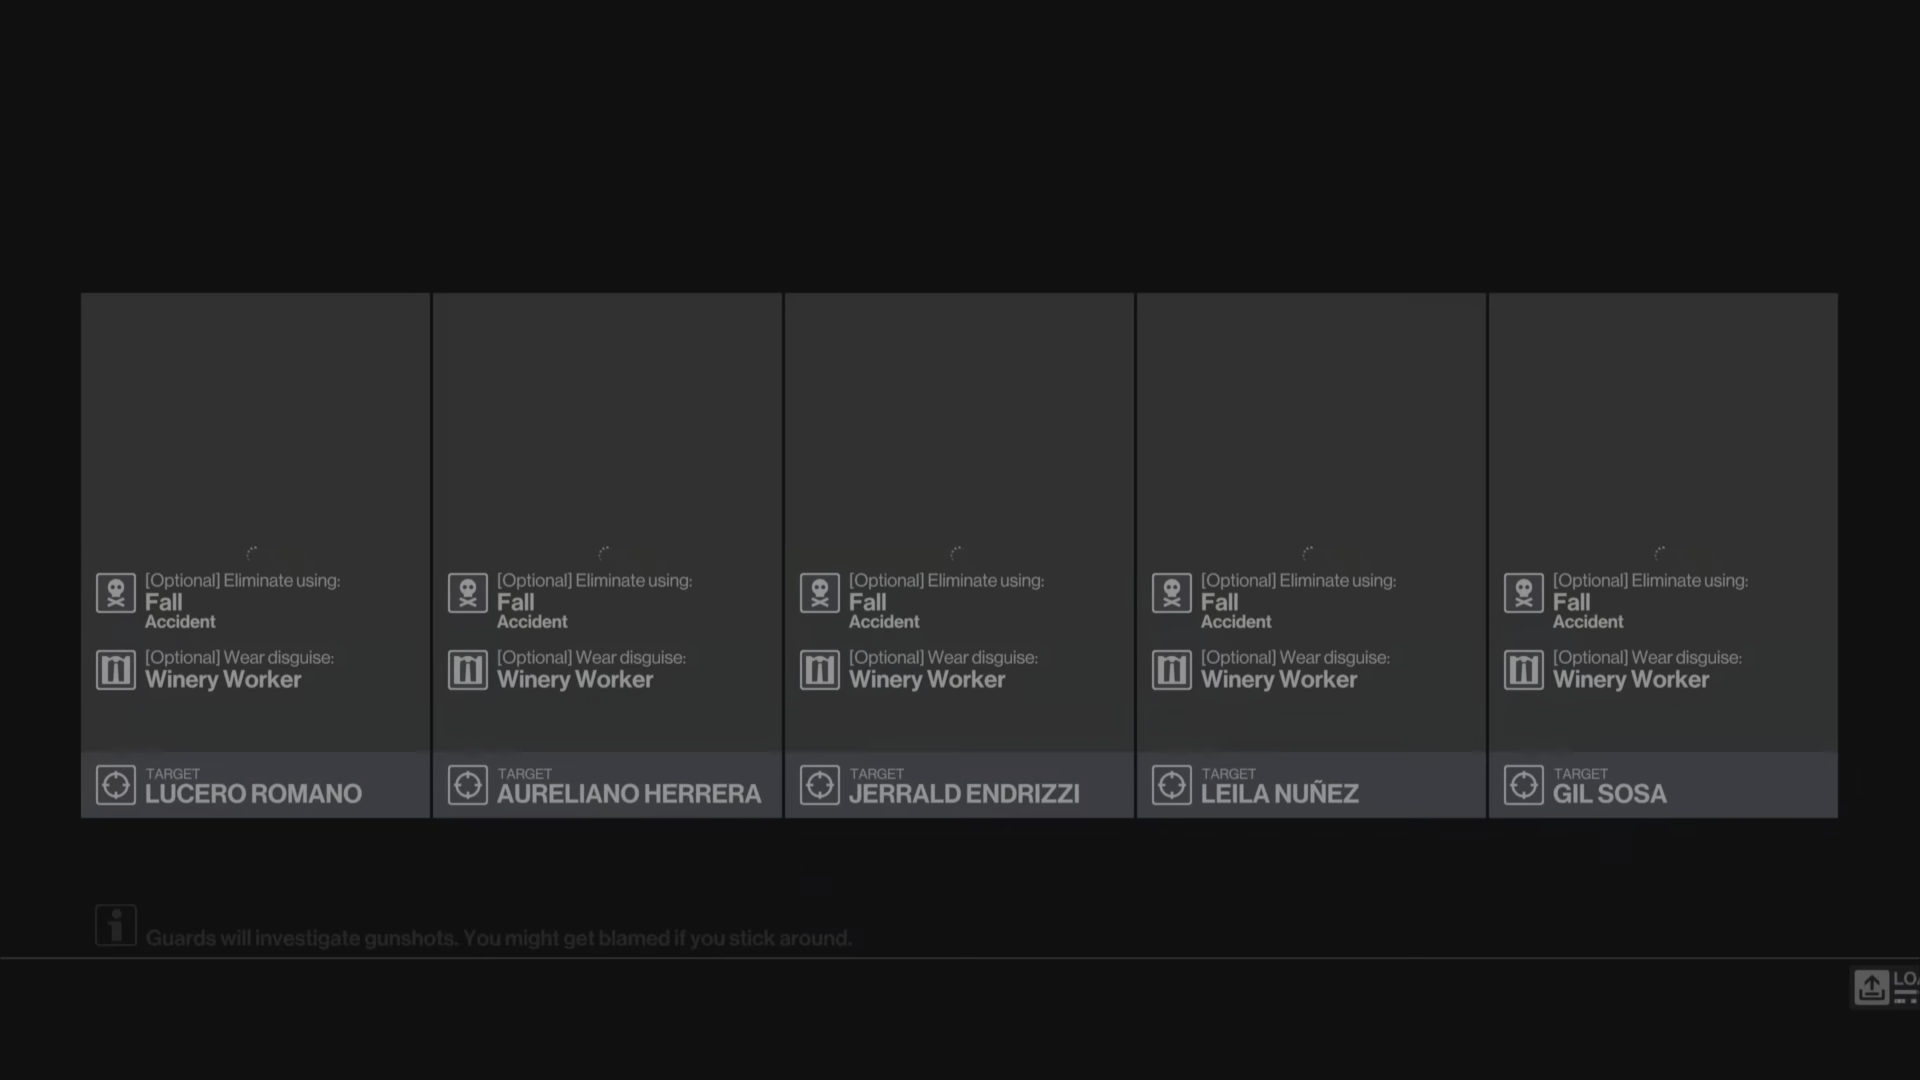 [Optional] Eliminate using:
Fall
Accident
[Optional] Wear disguise:
Winery Worker
TARGET
LUCERO ROMANO
[Optional] Eliminate using:
Fall
Accident
[Optional] Wear disguise:
Winery Worker
TARGET
AURELIANO HERRERA
[Optional] Eliminate using:
Fall
Accident
[Optional] Wear disguise:
Winery Worker
TARGET
JERRALD ENDRIZZI
[Optional] Eliminate using:
Fall
Accident
[Optional] Wear disguise:
Winery Worker
TARGET
LEILA NUÑEZ
[Optional] Eliminate using:
Fall
Accident
[Optional] Wear disguise:
Winery Worker
TARGET
GIL SOSA
Guards will investigate gunshots. You might get blamed if you stick around.